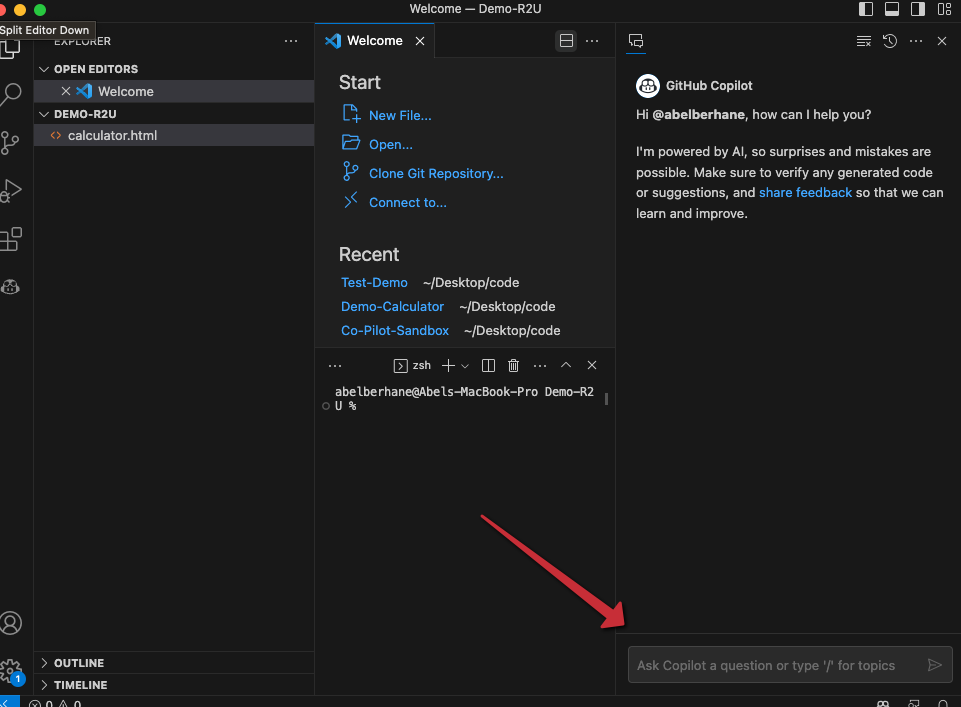 Welcome — Demo-R2U
Split Editor Down
EXPLORER
OPEN EDITORS
Welcome
DEMO-R2U
calculator.html
OUTLINE
TIMELINE
1
0 0
Welcome
Start
New File...
Open...
Clone Git Repository...
Connect to...
Recent
Test-Demo ~/Desktop/code
Demo-Calculator ~/Desktop/code
Co-Pilot-Sandbox ~/Desktop/code
zsh
abelberhane@Abels-MacBook-Pro Demo-R2
U %
GitHub Copilot
Hi @abelberhane, how can I help you?
I'm powered by AI, so surprises and mistakes are
possible. Make sure to verify any generated code
or suggestions, and share feedback so that we can
learn and improve.
Ask Copilot a question or type '/' for topics